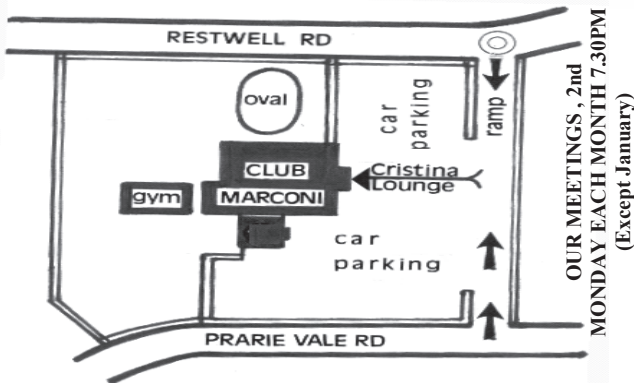 RESTWELL RD
oval
car
parking
ramp
CLUB
Cristina
Lounge
gym
MARCONI
car
parking
PRARIE VALE RD
OUR MEETINGS , 2nd
MONDAY EACH MONTH 7.30PM
(Except January)